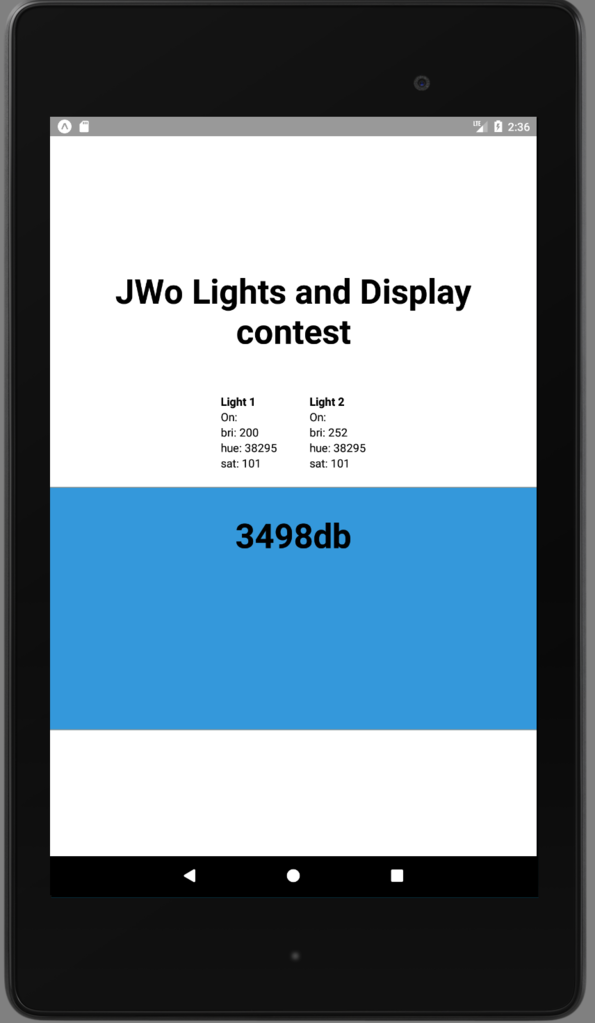 LTE 2:36
JWo Lights and Display
contest
Light 1
On:
bri: 200
hue: 38295
sat: 101
Light 2
On:
bri: 252
hue: 38295
sat: 101
3498db